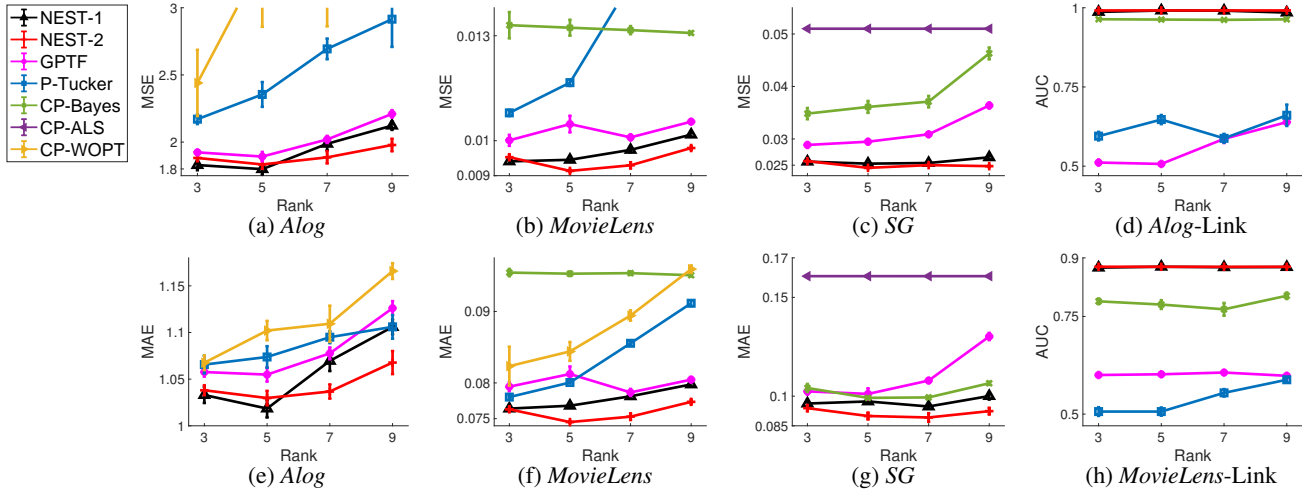 NEST-1
NEST-2
GPTF
P-Tucker
CP-Bayes
CP-ALS
CP-WOPT
3
2.5
2
1.8
MSE
3 5 7 9
Rank
(a) Alog
0.013
0.01
0.009
MSE
3 5 7 9
Rank
(b) MovieLens
0.05
0.04
0.03
0.025
MSE
3 5 7 9
Rank
(c) SG
1
0.5
AUC
3 5 7 9
Rank
(d) Alog-Link
1.15
1.1
1.05
1
MAE
3 5 7 9
Rank
(e) Alog
0.09
0.08
0.075
MAE
3 5 7 9
Rank
(f) MovieLens
0.17
0.15
0.1
0.085
MAE
3 5 7 9
Rank
(g) SG
0.9
0.75
0.5
AUC
3 5 7 9
Rank
(h) MovieLens-Link